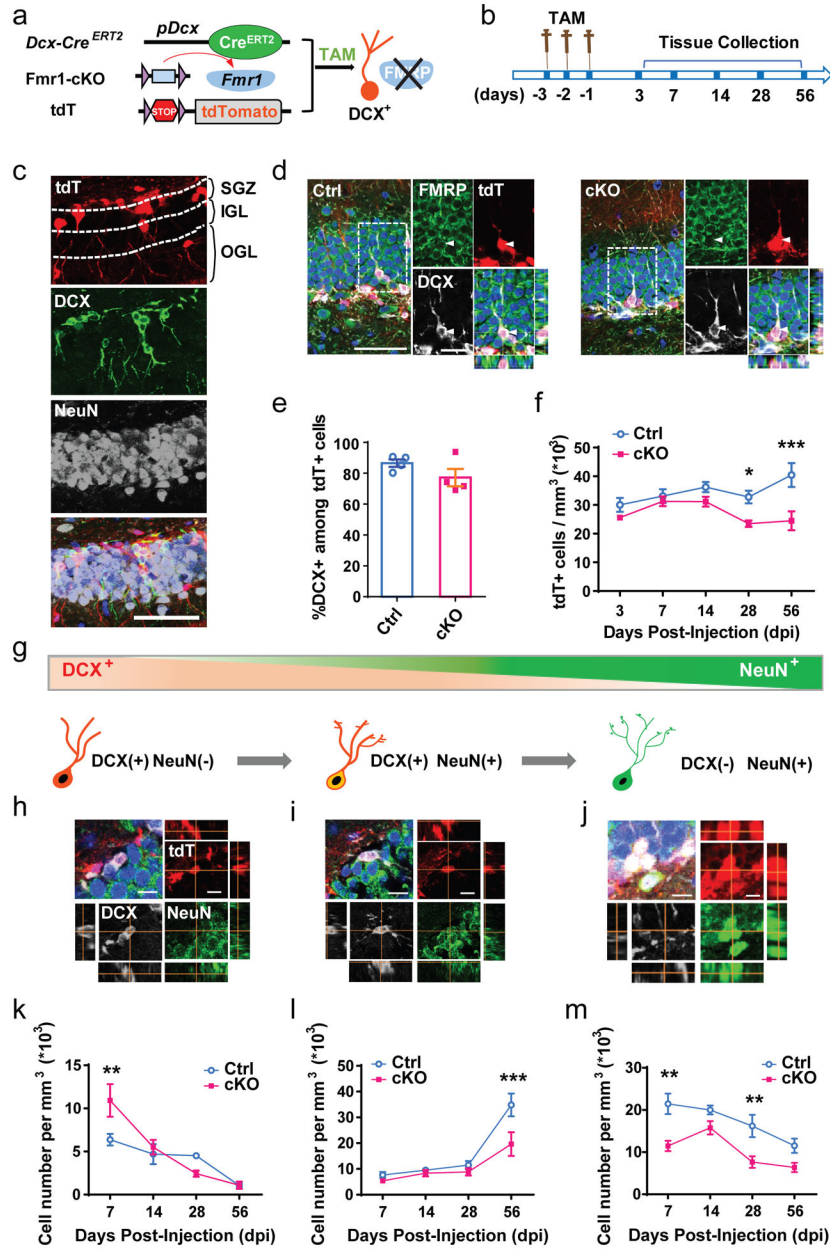 a
Dcx-Cre ERT2
pDcx
Cre ERT2
Fmr1-cKO
Fmr1
TAM
FMRP
tdT
STOP
tdTomato
DCX+
b
TAM
Tissue Collection
(days) -3 -2 -1 3 7 14 28 56
c
tdT
SGZ
IGL
OGL
DCX
NeuN
d
Ctrl FMRP tdT
DCX
cKO
e
%DCX+ among tdT+ cells
100
80
60
40
20
0
Ctrl cKO
f
tdT+ cells / mm3 (*103)
60
40
20
0
Ctrl
cKO
* ***
3 7 14 28 56
Days Post-Injection (dpi)
g
DCX+ NeuN+
DCX(+) NeuN(-) DCX(+) NeuN(+) DCX(-) NeuN(+)
h
tdT
DCX NeuN
i
j
k
Cell number per mm3 (*103)
15
10
5
0
**
Ctrl
cKO
7 14 28 56
Days Post-Injection (dpi)
l
Cell number per mm3 (*103)
50
40
30
20
10
0
Ctrl
cKO
***
7 14 28 56
Days Post-Injection (dpi)
m
Cell number per mm3 (*103)
30
20
10
0
** **
Ctrl
cKO
7 14 28 56
Days Post-Injection (dpi)